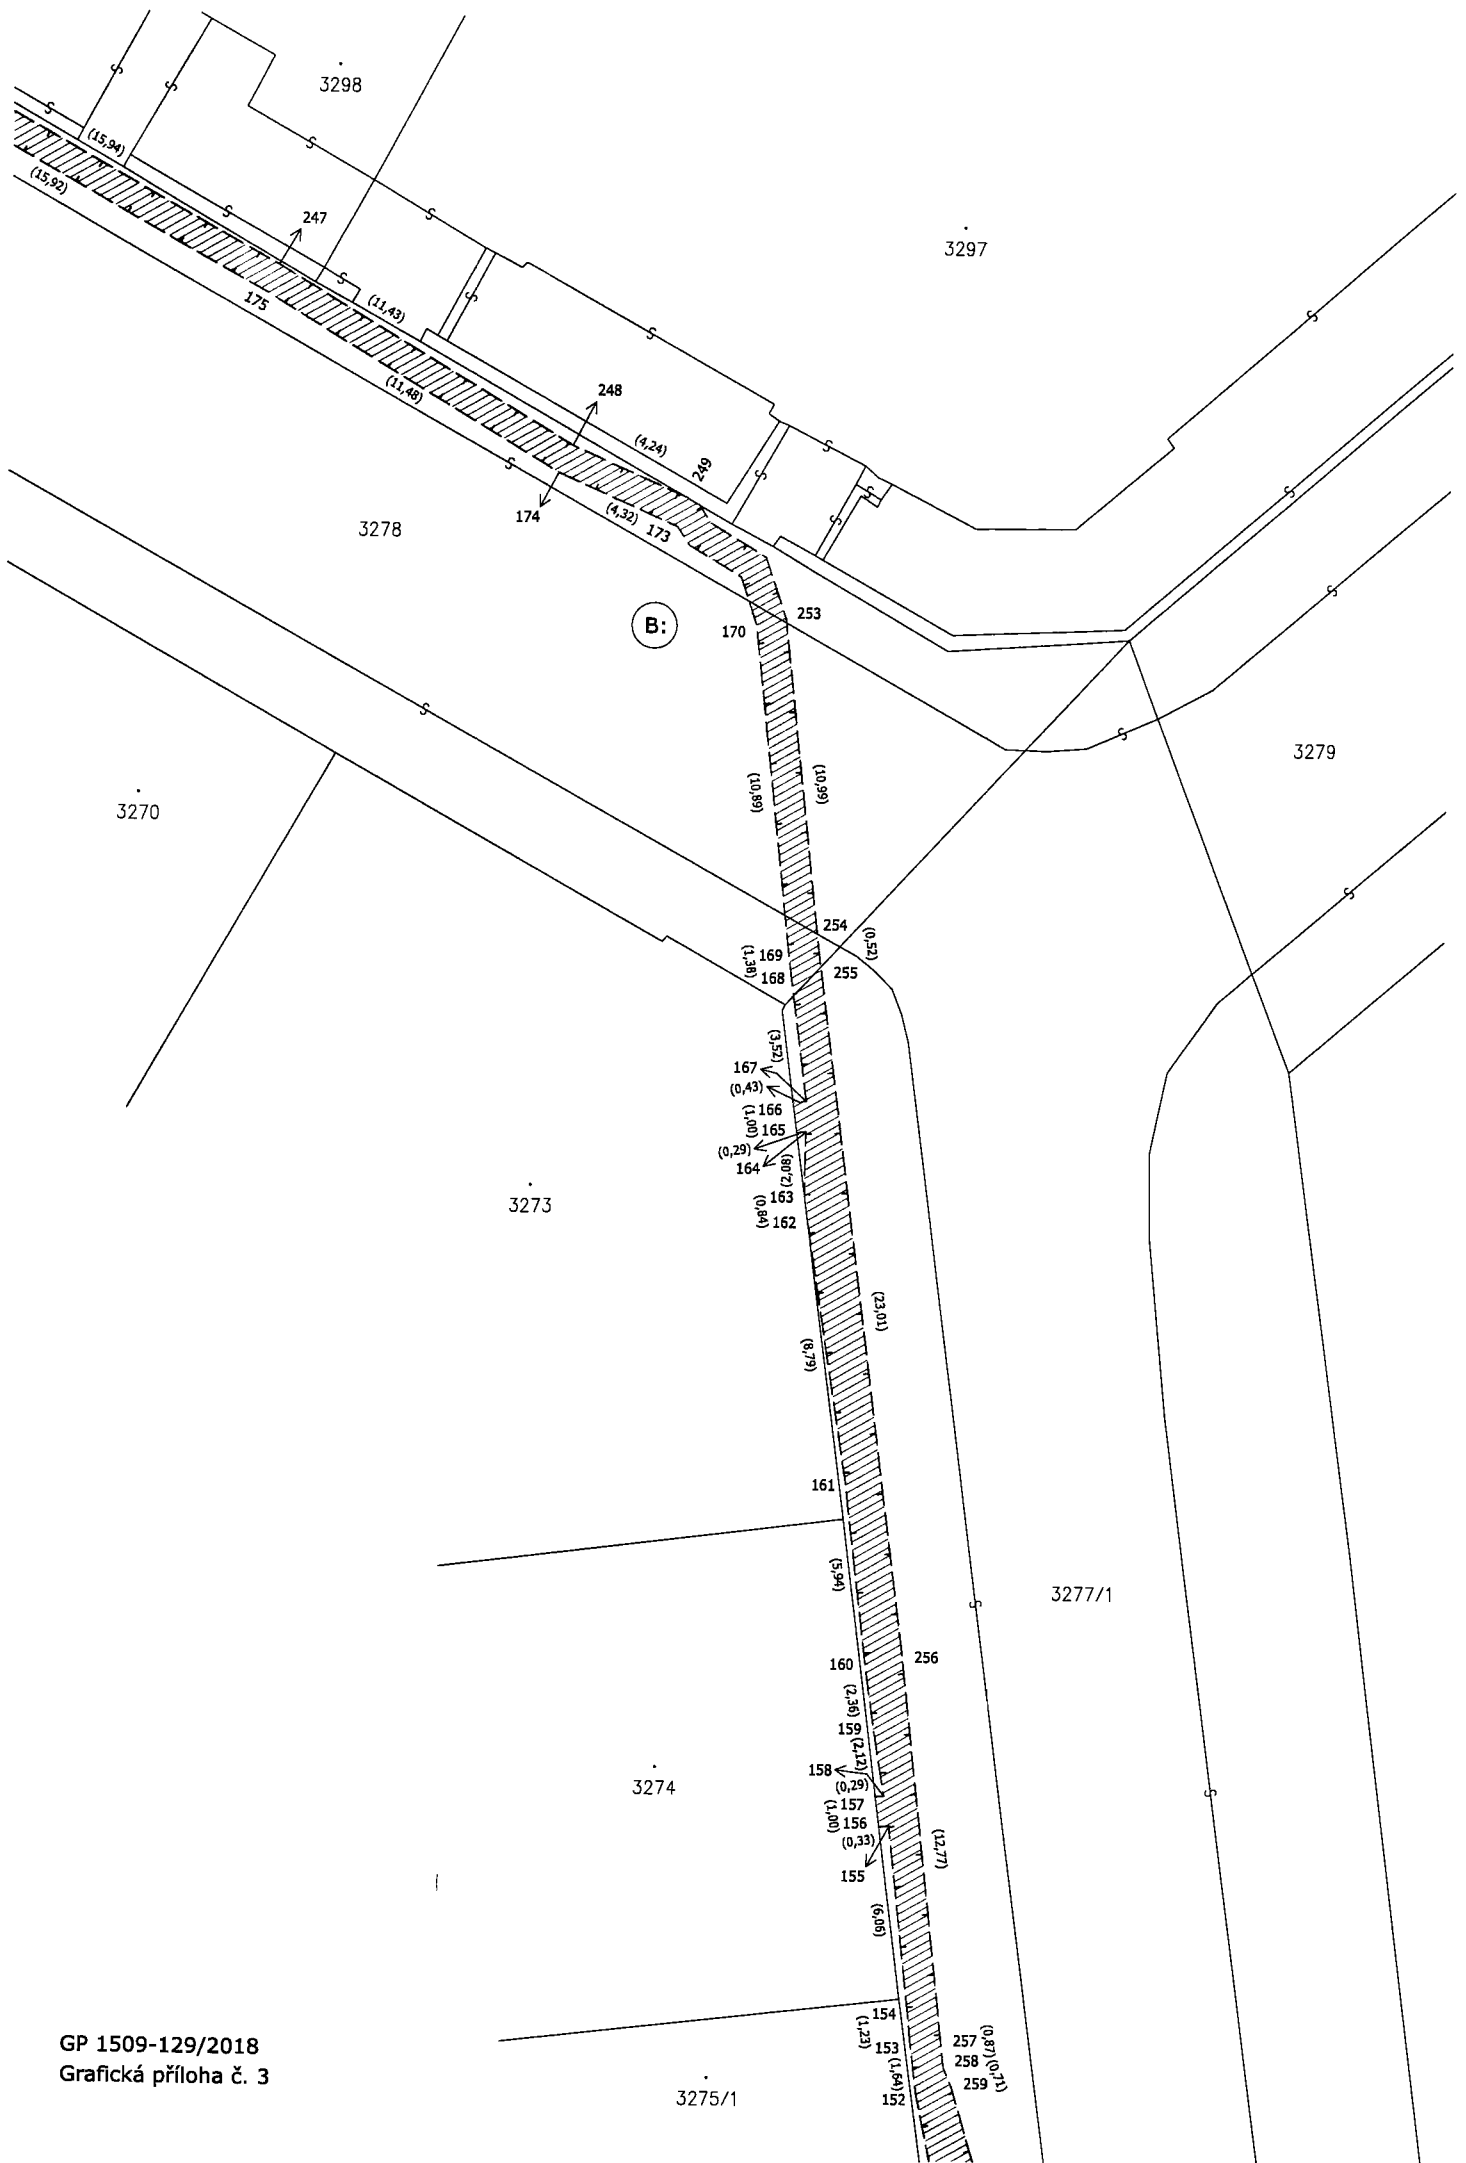 3298
S
S
S
(15,94)
S
(15,92)
S
S
247
3297
S
175
(11,43)
S
S
S
(11,48)
248
(4,24)
249
S
S
S
174
(4,32)
173
S
S
S
3278
B:
170
253
S
S
3279
3270
(10,89)
(10,99)
S
254
(0,52)
(1,38)
169
168
255
(3,52)
167
(0,43)
166
(1,00)
165
(0,29)
164
(2,08)
163
(0,84)
162
3273
(23,01)
(8,79)
161
(5,94)
S
3277/1
160
256
(2,36)
159
(2,12)
158
(0,29)
3274
157
(1,00)
156
(0,33)
155
S
(12,77)
(6,06)
154
(1,23)
153
(1,64)
152
257
(0,87)
258
(0,71)
259
3275/1
GP 1509-129/2018
Grafická příloha č. 3